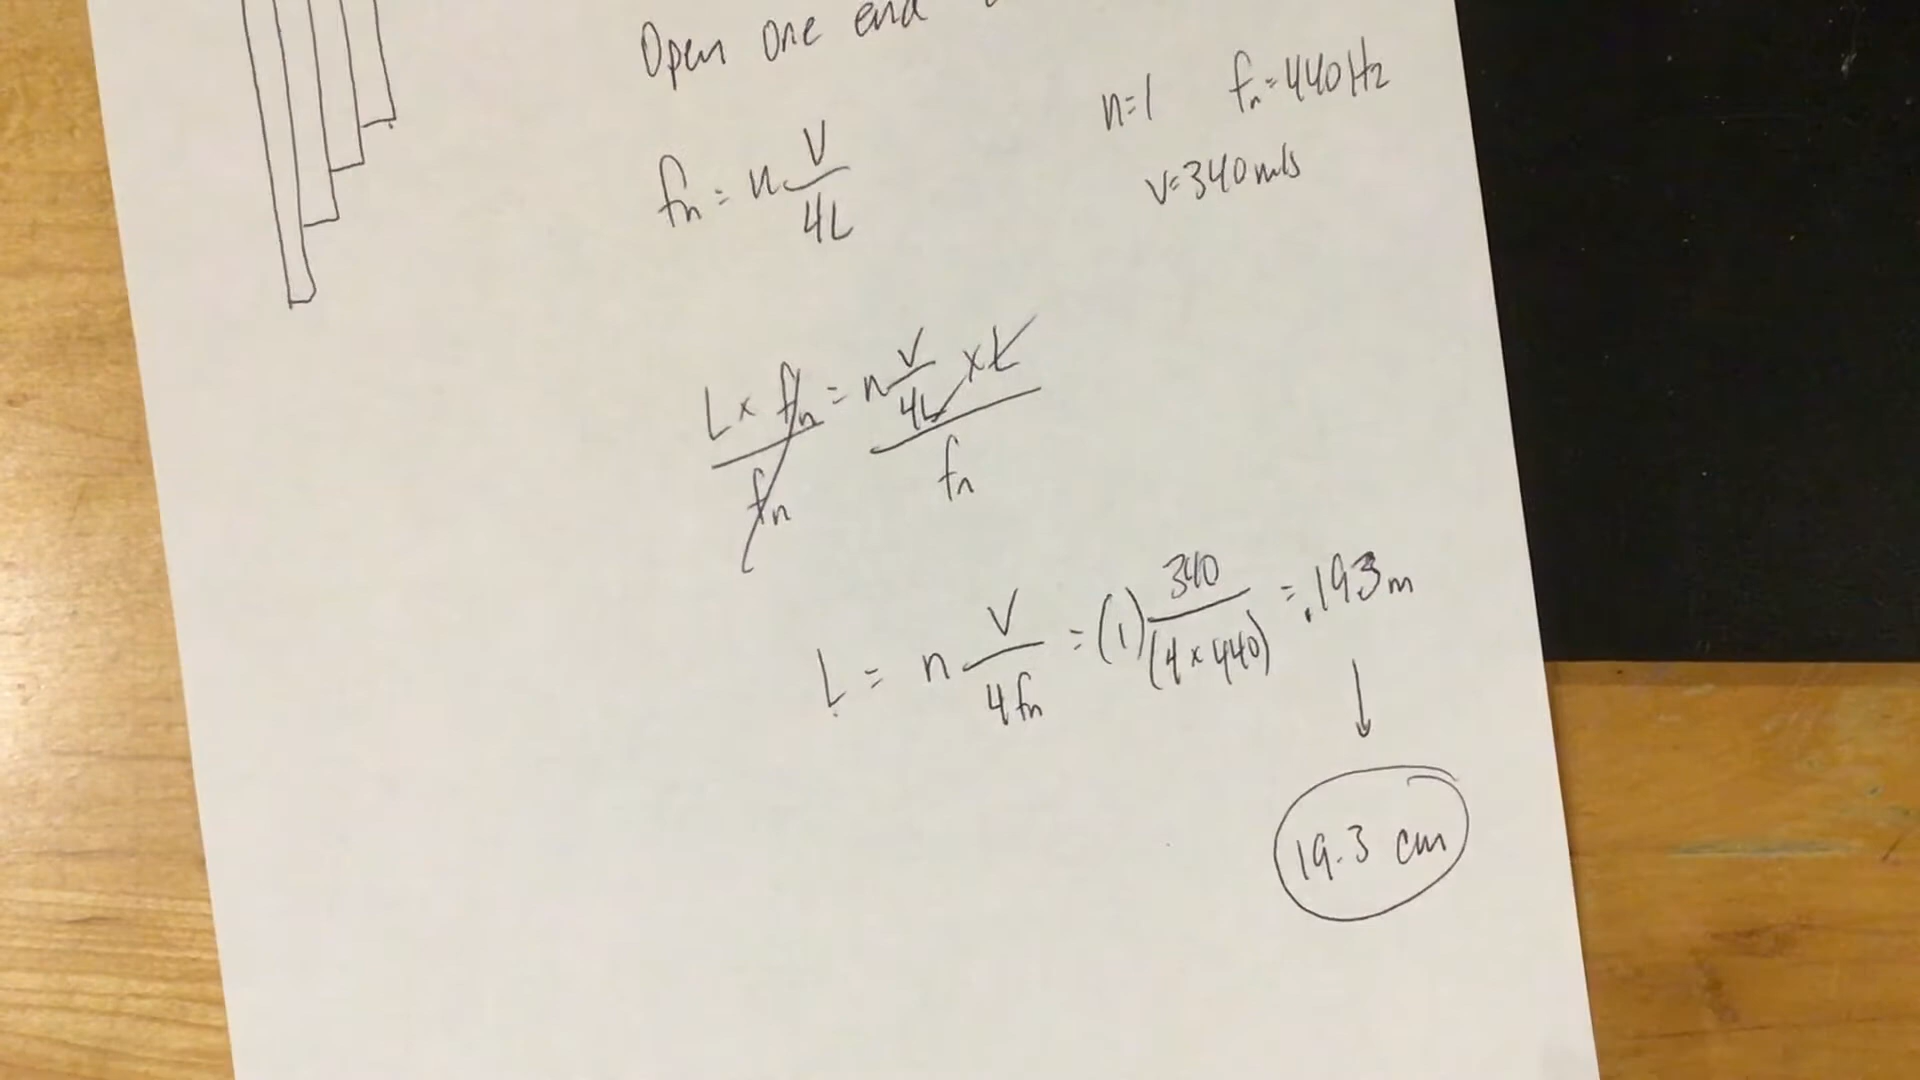 Open one end
n=1 fn=440Hz
fn = n V/4L
V=340m/s
L x fn / fn = n V/4L x L / fn
L = n V/4fn = (1) 340/(4 x 440) = .193m
↓
19.3 cm